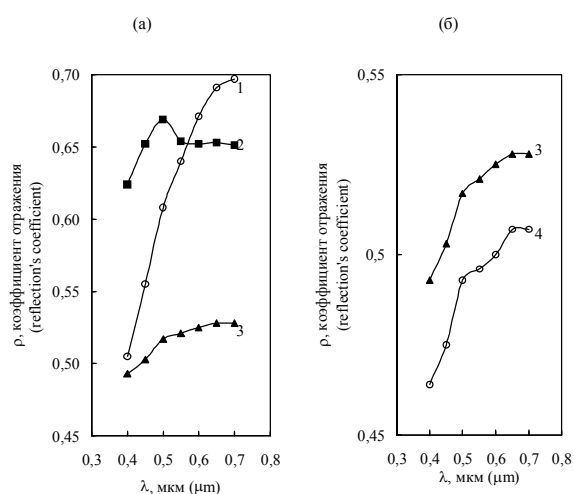 (а)
(б)
0,70
0,65
0,60
0,55
0,50
0,45
ρ, коэффициент отражения
(reflection's coefficient)
1
2
3
0,3 0,4 0,5 0,6 0,7 0,8
λ, мкм (μm)
0,55
0,5
0,45
ρ, коэффициент отражения
(reflection's coefficient)
3
4
0,3 0,4 0,5 0,6 0,7 0,8
λ, мкм (μm)